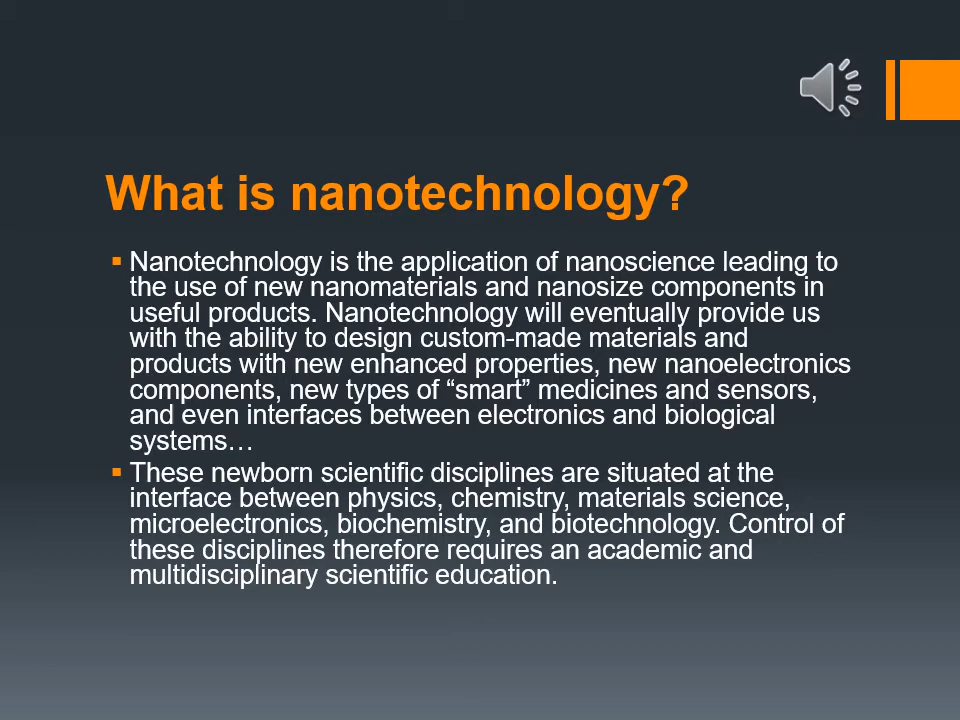 What is nanotechnology?
Nanotechnology is the application of nanoscience leading to
the use of new nanomaterials and nanosize components in
useful products. Nanotechnology will eventually provide us
with the ability to design custom-made materials and
products with new enhanced properties, new nanoelectronics
components, new types of “smart” medicines and sensors,
and even interfaces between electronics and biological
systems…
These newborn scientific disciplines are situated at the
interface between physics, chemistry, materials science,
microelectronics, biochemistry, and biotechnology. Control of
these disciplines therefore requires an academic and
multidisciplinary scientific education.